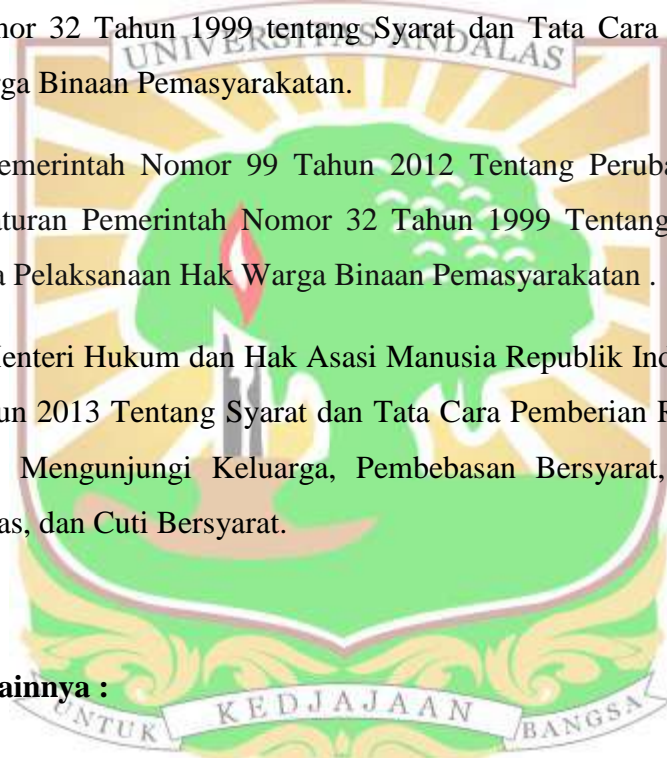 mor 32 Tahun 1999 tentang Syarat dan Tata Cara
UNIVERSITAS ANDALAS
rga Binaan Pemasyarakatan.
emerintah Nomor 99 Tahun 2012 Tentang Peruba
aturan Pemerintah Nomor 32 Tahun 1999 Tentang
a Pelaksanaan Hak Warga Binaan Pemasyarakatan .
Menteri Hukum dan Hak Asasi Manusia Republik Ind
un 2013 Tentang Syarat dan Tata Cara Pemberian R
Mengunjungi Keluarga, Pembebasan Bersyarat,
as, dan Cuti Bersyarat.
ainnya :
UNTUK KEDJAJAAN BANGSA